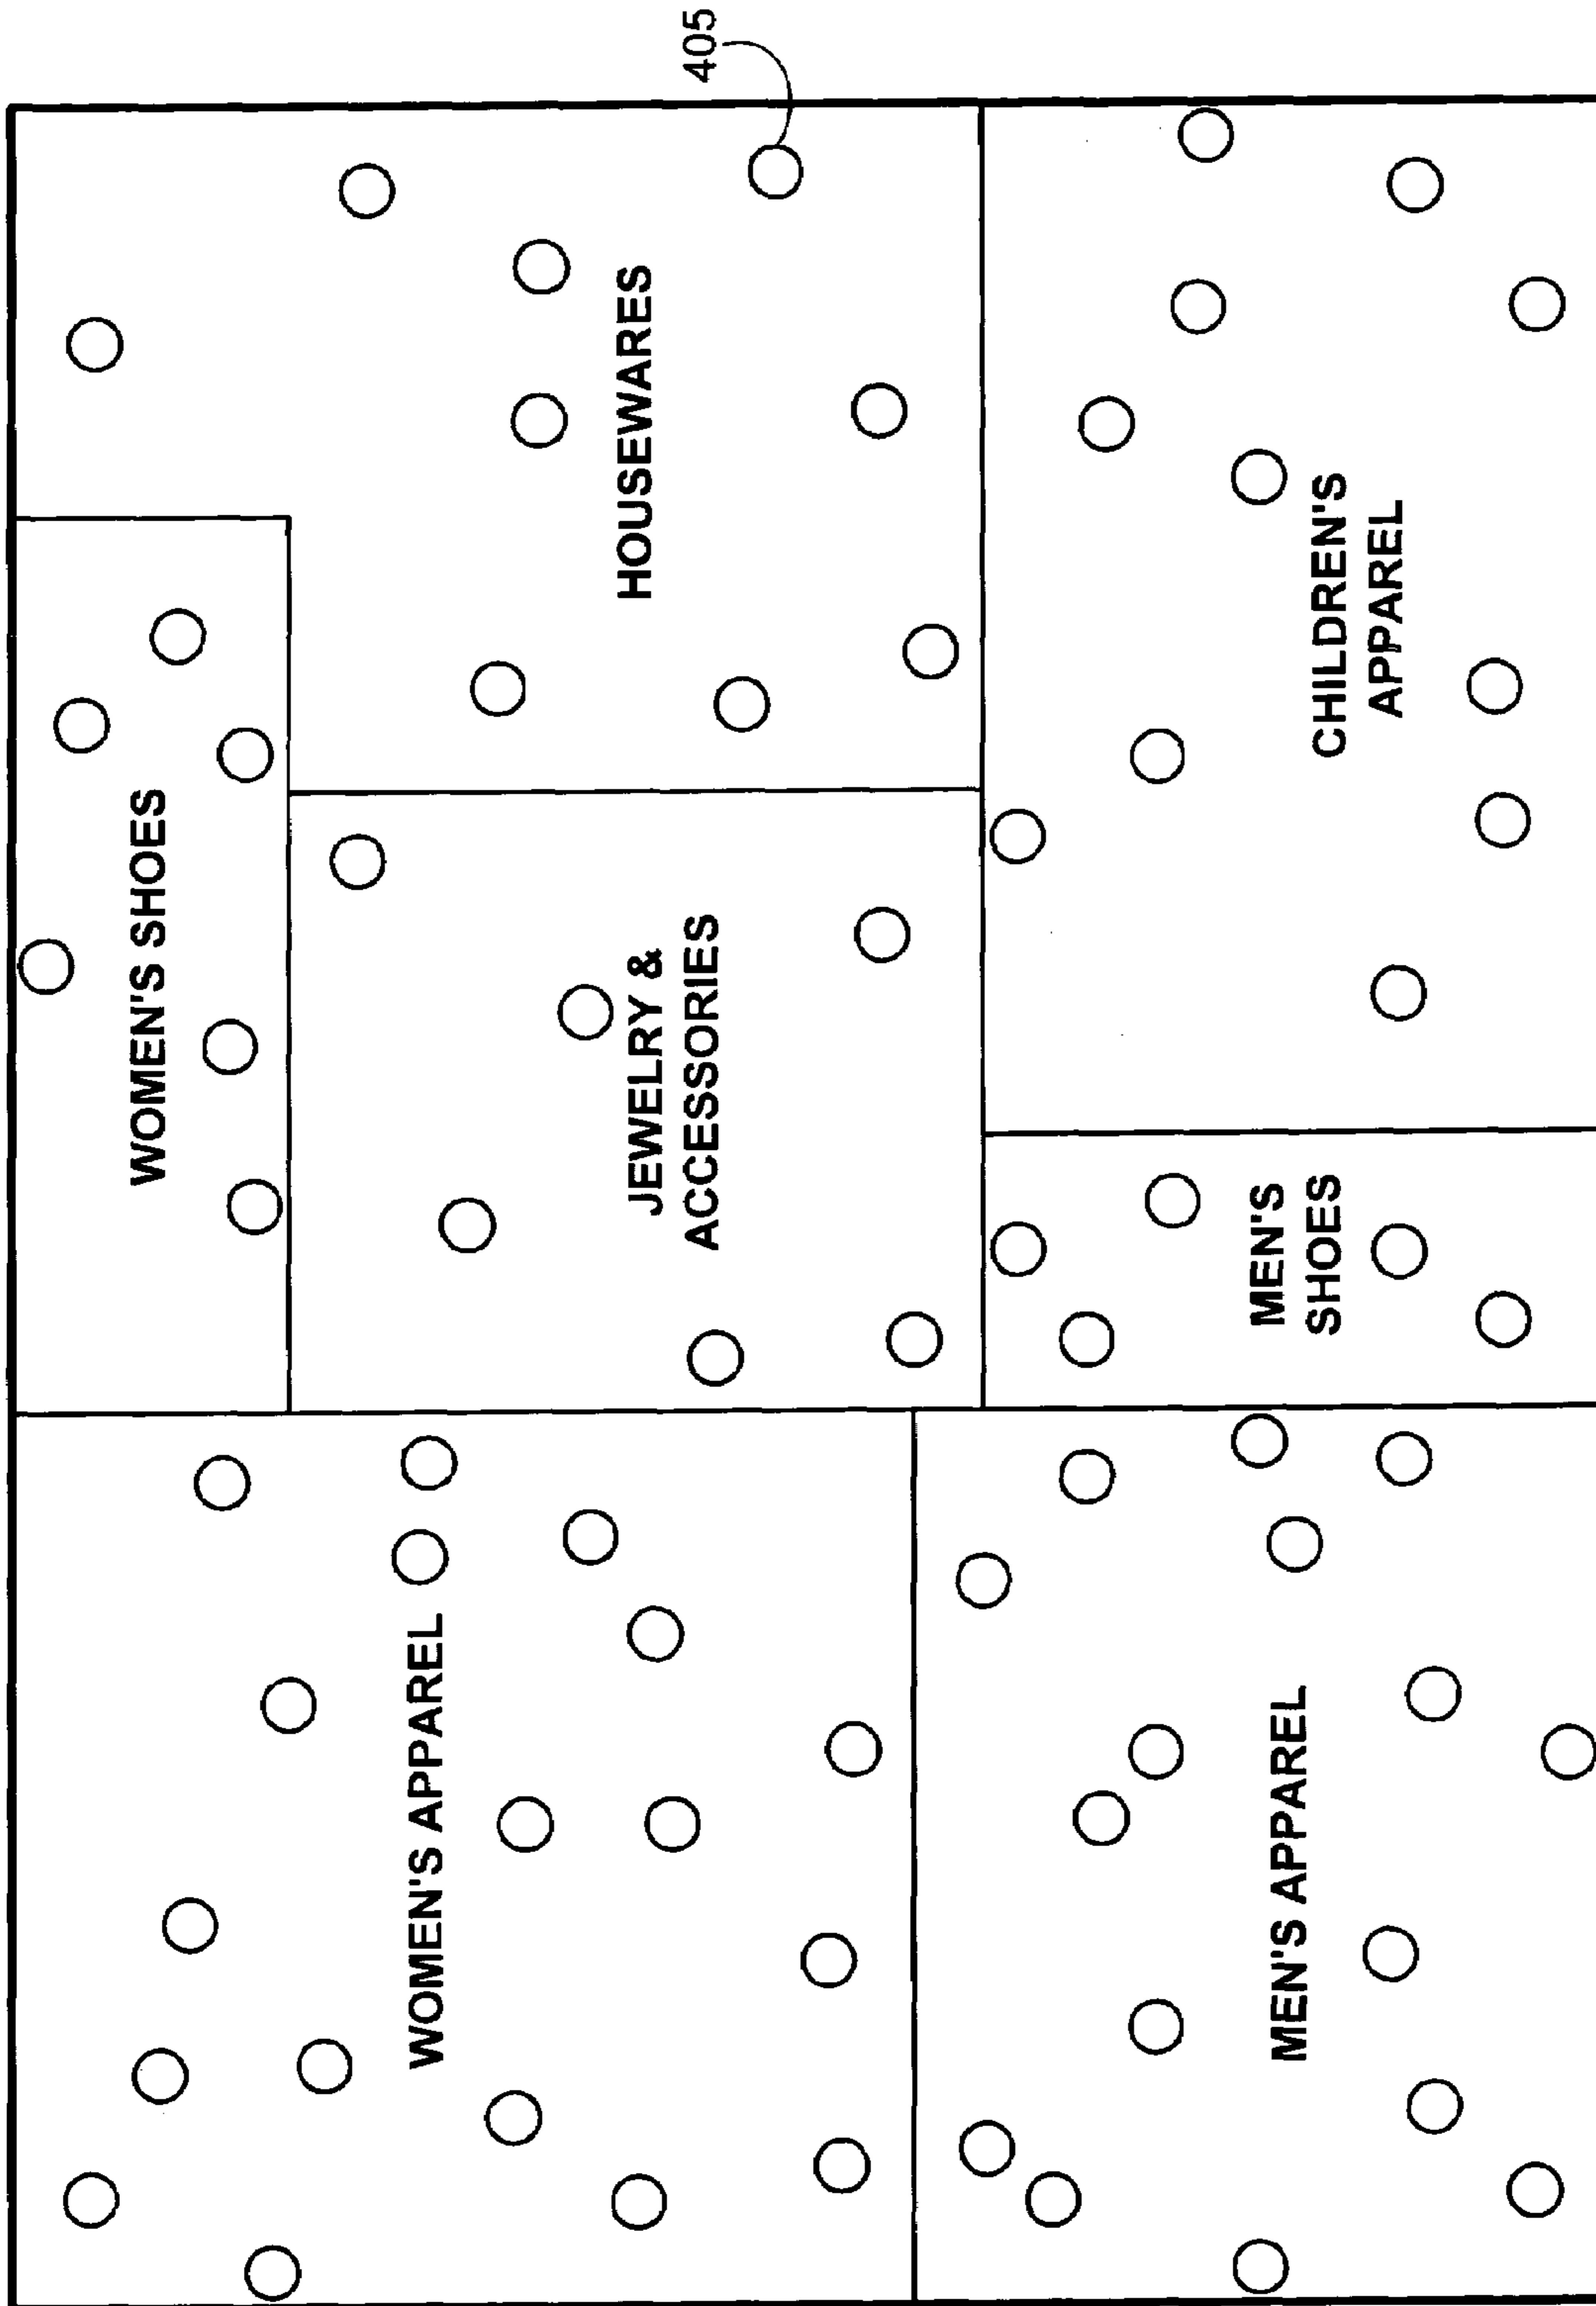 WOMEN'S APPAREL
WOMEN'S SHOES
JEWELRY &
ACCESSORIES
HOUSEWARES
405
MEN'S APPAREL
MEN'S
SHOES
CHILDREN'S
APPAREL